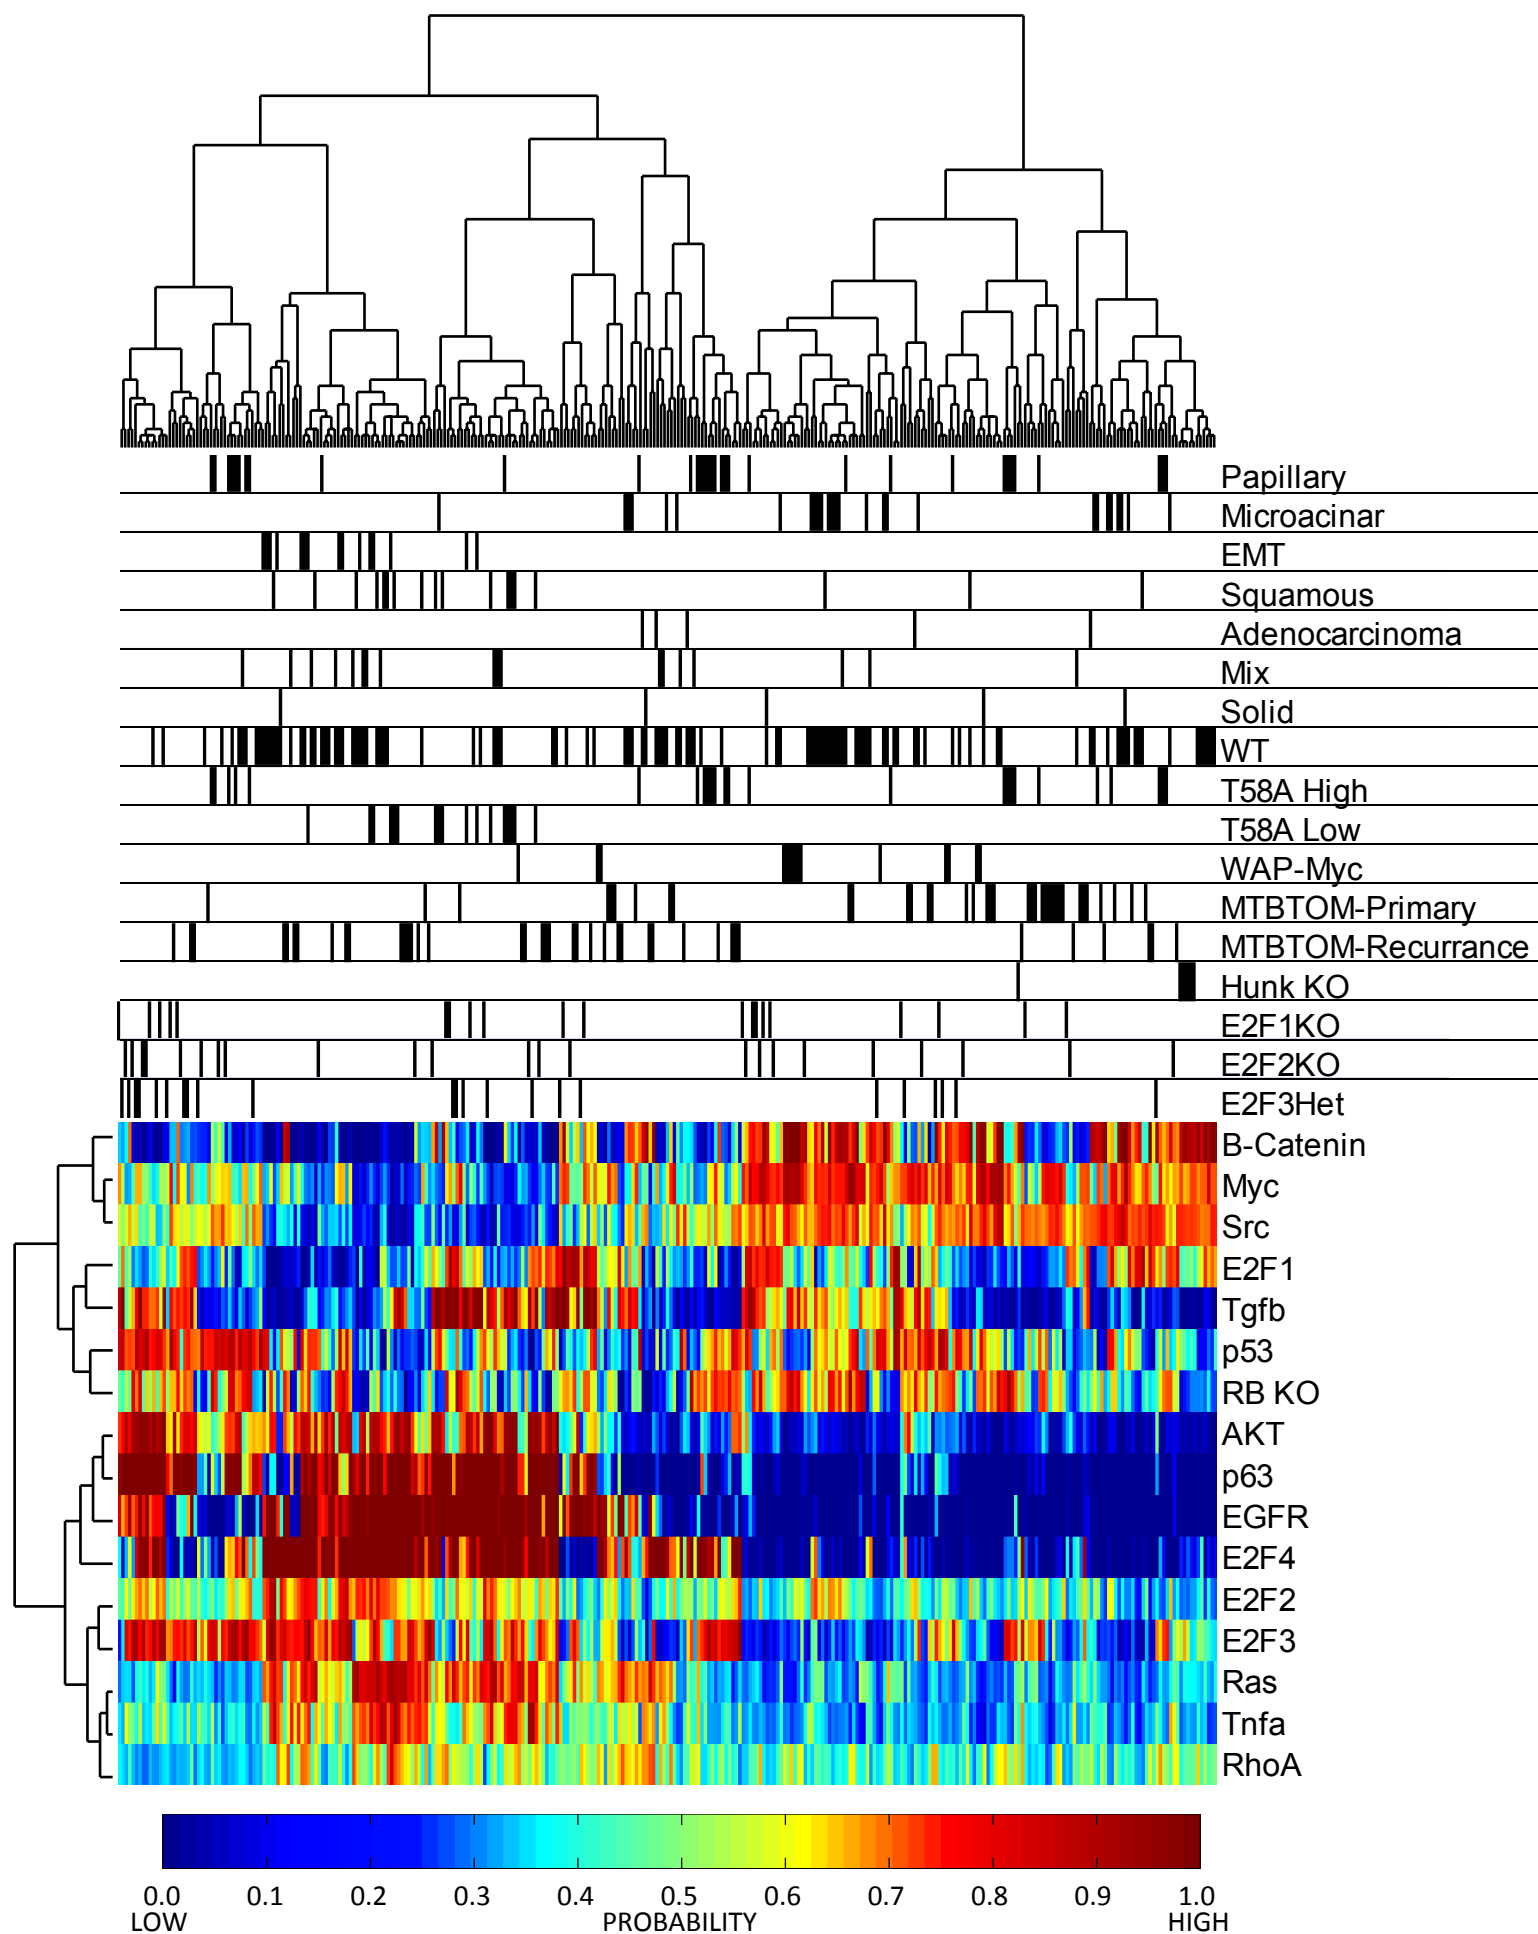 Papillary
Microacinar
EMT
Squamous
Adenocarcinoma
Mix
Solid
WT
T58A High
T58A Low
WAP-Myc
MTBTOM-Primary
MTBTOM-Recurrance
Hunk KO
E2F1KO
E2F2KO
E2F3Het
B-Catenin
Myc
Src
E2F1
Tgfb
p53
RB KO
AKT
p63
EGFR
E2F4
E2F2
E2F3
Ras
Tnfa
RhoA
0.0 0.1 0.2 0.3 0.4 0.5 0.6 0.7 0.8 0.9 1.0
LOW PROBABILITY HIGH